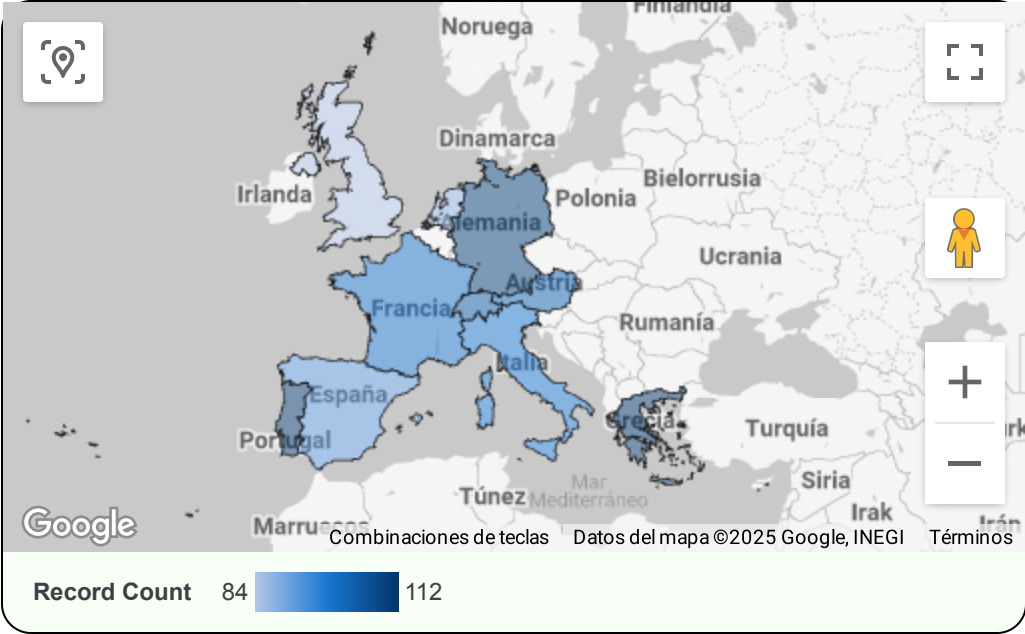 Finlandia
Noruega
Dinamarca
Irlanda
Polonia
Bielorrusia
Alemania
Ucrania
Austria
Francia
Rumanía
Italia
España
Grecia
Portugal
Turquía
Siria
Túnez
Mar
Mediterráneo
Irak
Marruecos
Irán
Google
Combinaciones de teclas Datos del mapa ©2025 Google, INEGI Términos
Record Count 84 112